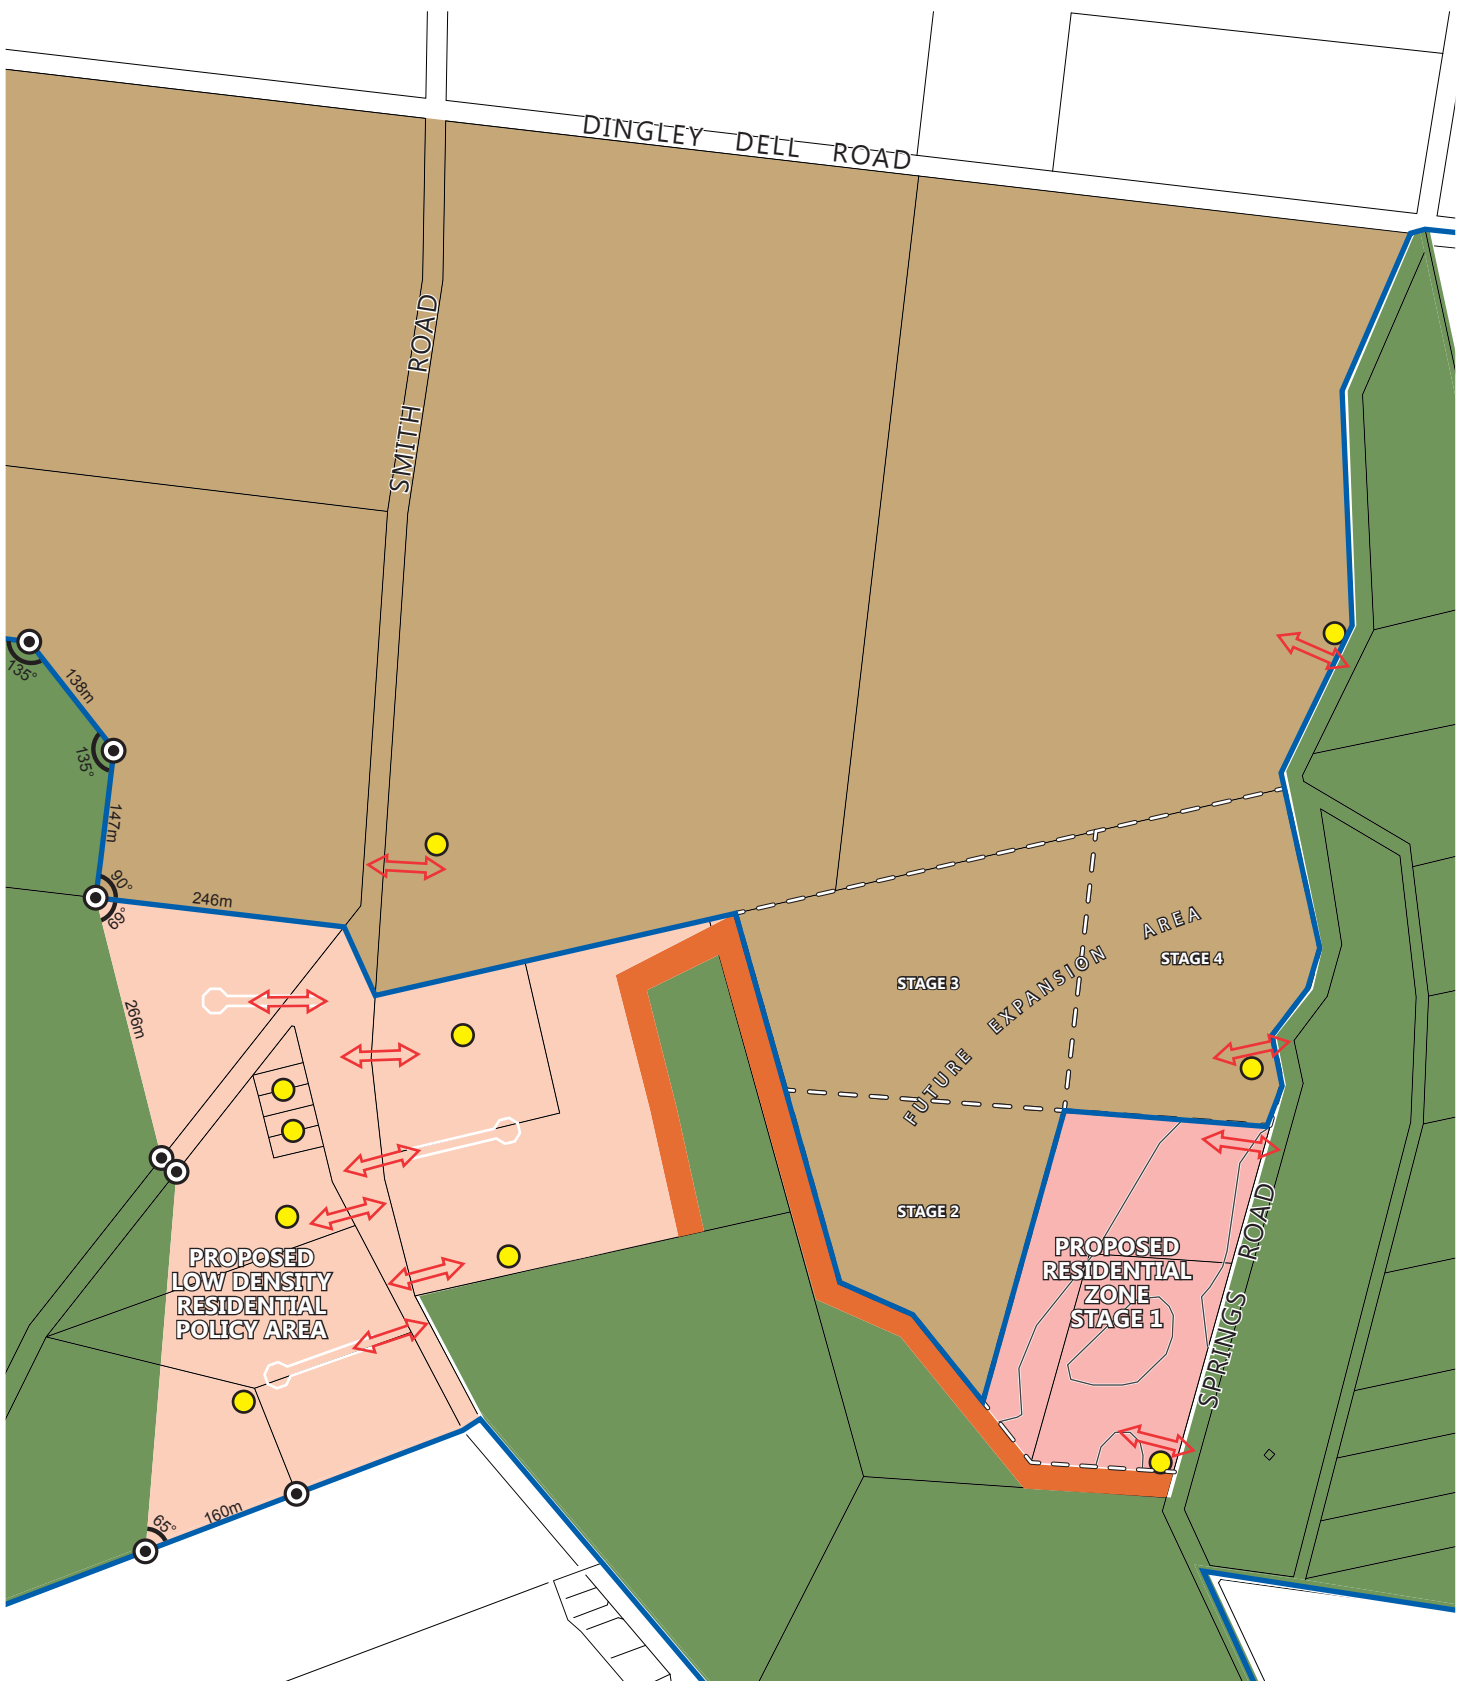 DINGLEY DELL ROAD
SMITH ROAD
135°
138m
135°
147m
90°
246m
266m
FUTURE EXPANSION AREA
STAGE 3
STAGE 4
STAGE 2
PROPOSED
LOW DENSITY
RESIDENTIAL
POLICY AREA
PROPOSED
RESIDENTIAL
ZONE
STAGE 1
SPRINGS ROAD
65°
160m